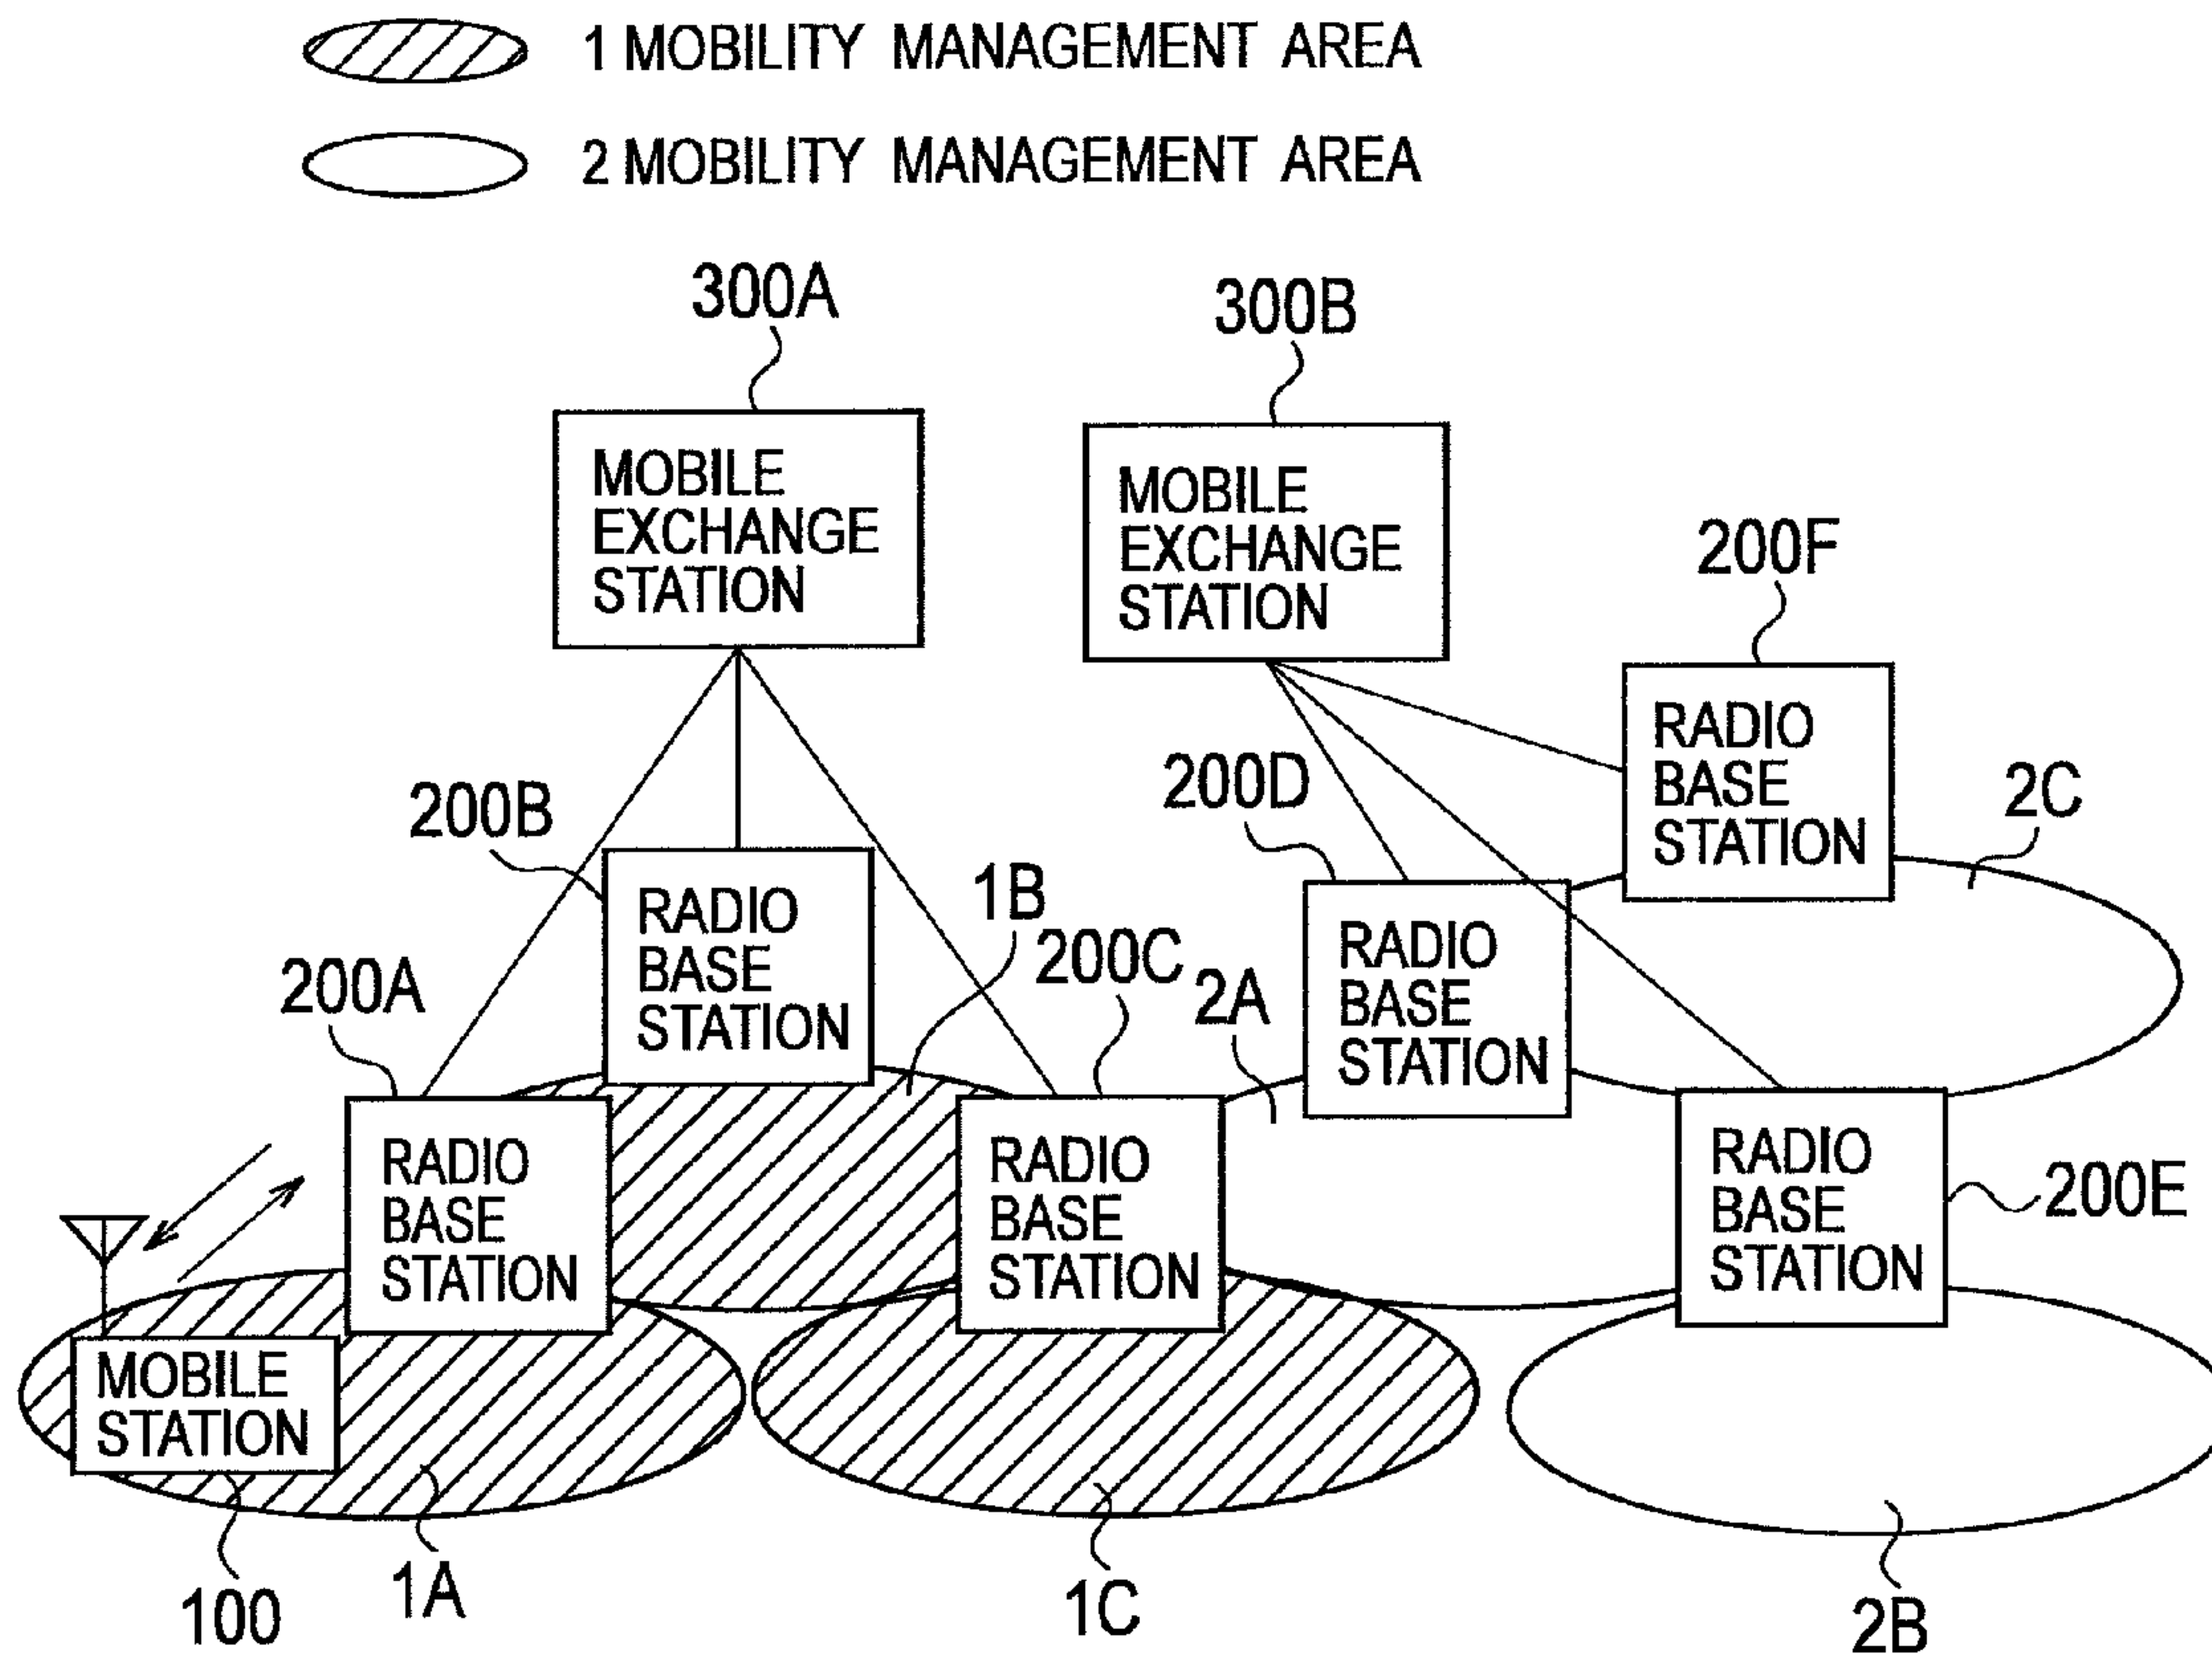 1 MOBILITY MANAGEMENT AREA
2 MOBILITY MANAGEMENT AREA
300A
300B
MOBILE
EXCHANGE
STATION
MOBILE
EXCHANGE
STATION
200F
RADIO
BASE
STATION
2C
200D
200B
RADIO
BASE
STATION
1B
200C
2A
RADIO
BASE
STATION
200A
RADIO
BASE
STATION
RADIO
BASE
STATION
RADIO
BASE
STATION
200E
MOBILE
STATION
100
1A
1C
2B